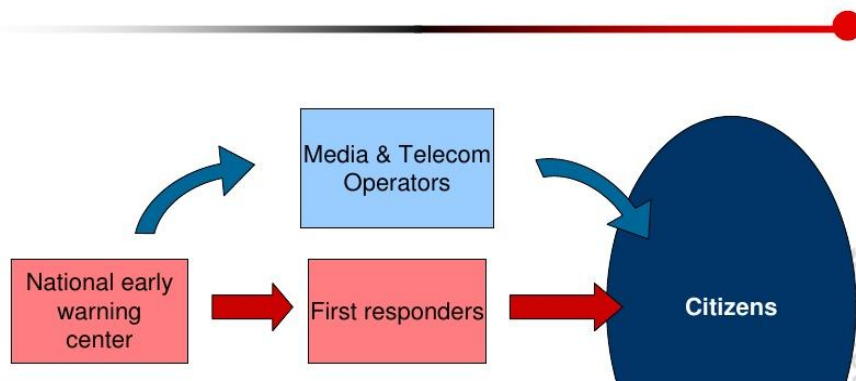 Media & Telecom
Operators
National early
warning
center
First responders
Citizens